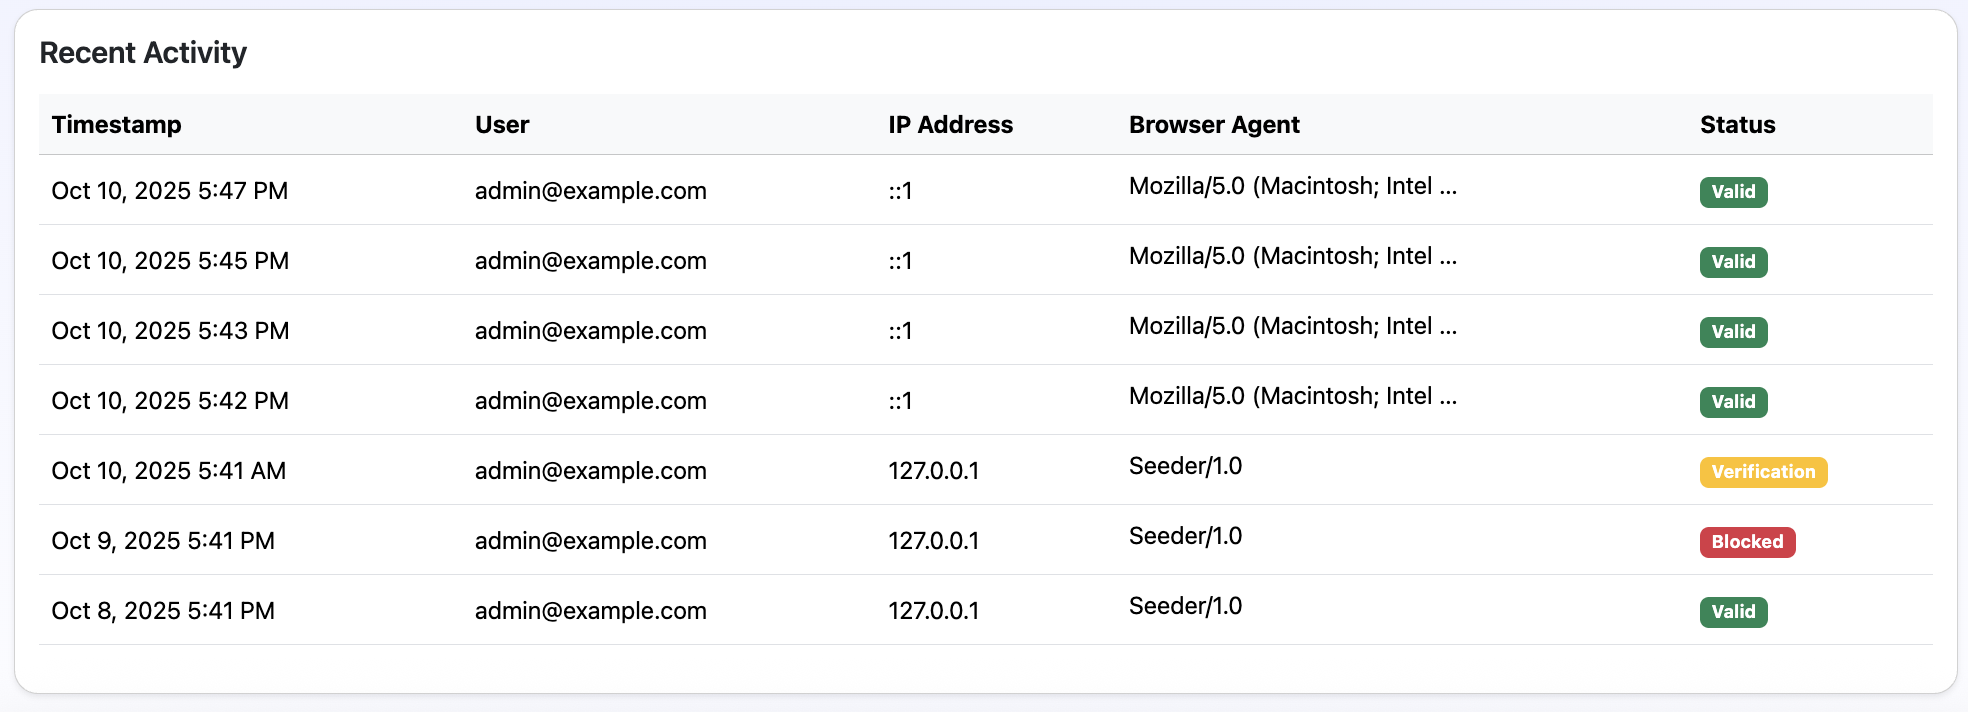 Recent Activity
Timestamp User IP Address Browser Agent Status
Oct 10, 2025 5:47 PM admin@example.com ::1 Mozilla/5.0 (Macintosh; Intel ... Valid
Oct 10, 2025 5:45 PM admin@example.com ::1 Mozilla/5.0 (Macintosh; Intel ... Valid
Oct 10, 2025 5:43 PM admin@example.com ::1 Mozilla/5.0 (Macintosh; Intel ... Valid
Oct 10, 2025 5:42 PM admin@example.com ::1 Mozilla/5.0 (Macintosh; Intel ... Valid
Oct 10, 2025 5:41 AM admin@example.com 127.0.0.1 Seeder/1.0 Verification
Oct 9, 2025 5:41 PM admin@example.com 127.0.0.1 Seeder/1.0 Blocked
Oct 8, 2025 5:41 PM admin@example.com 127.0.0.1 Seeder/1.0 Valid